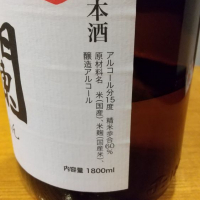 本酒
アルコール分15度 精米歩合60%
原材料名 米(国産)、米麹(国産米)、
醸造アルコール
ん
内容量 1800ml